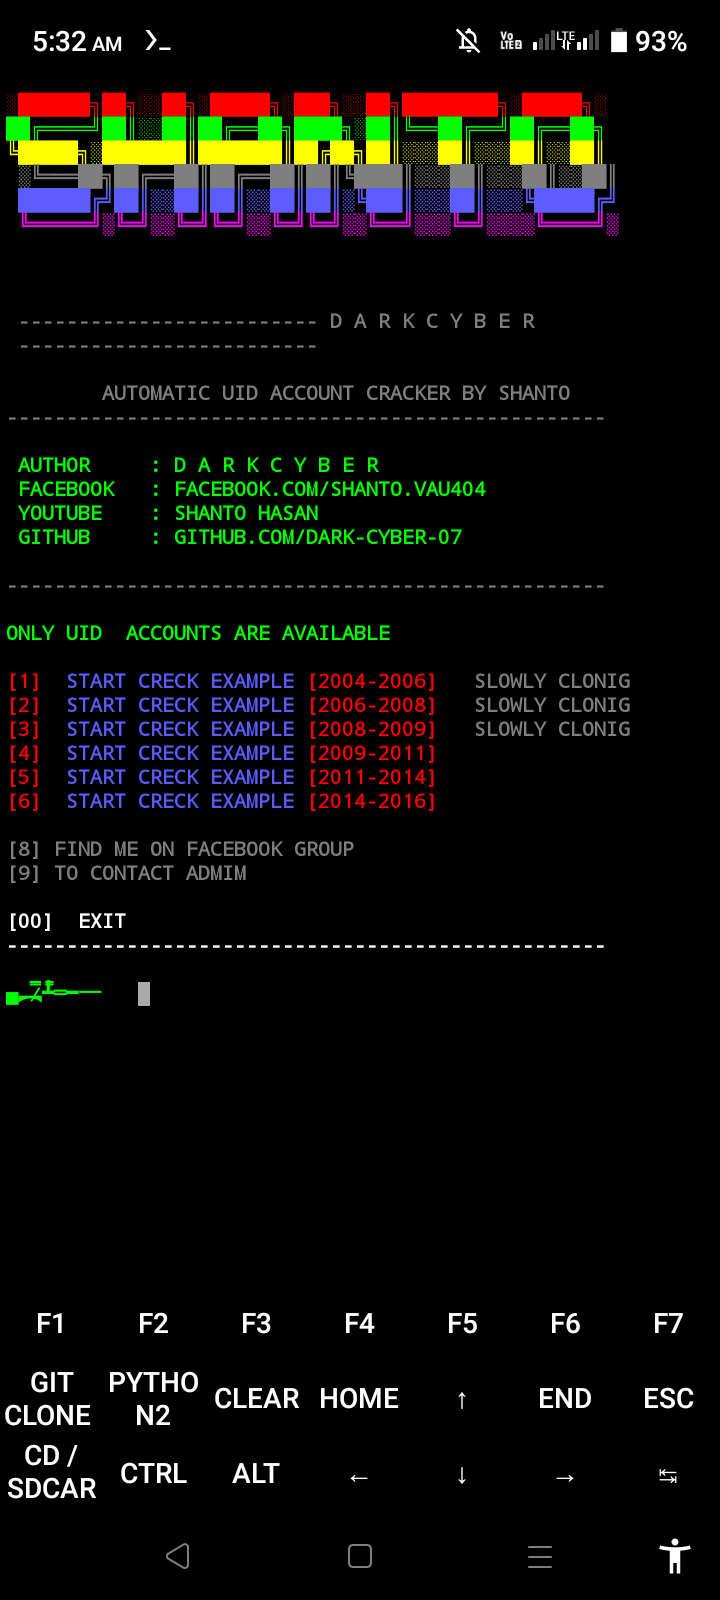 5:32 AM
Vo LTE2 LTE 93%
SHANTO
------------------------- D A R K C Y B E R
-------------------------
AUTOMATIC UID ACCOUNT CRACKER BY SHANTO
--------------------------------------------------
AUTHOR : D A R K C Y B E R
FACEBOOK : FACEBOOK.COM/SHANTO.VAU404
YOUTUBE : SHANTO HASAN
GITHUB : GITHUB.COM/DARK-CYBER-07
--------------------------------------------------
ONLY UID ACCOUNTS ARE AVAILABLE
[1] START CRECK EXAMPLE [2004-2006] SLOWLY CLONIG
[2] START CRECK EXAMPLE [2006-2008] SLOWLY CLONIG
[3] START CRECK EXAMPLE [2008-2009] SLOWLY CLONIG
[4] START CRECK EXAMPLE [2009-2011]
[5] START CRECK EXAMPLE [2011-2014]
[6] START CRECK EXAMPLE [2014-2016]
[8] FIND ME ON FACEBOOK GROUP
[9] TO CONTACT ADMIM
[00] EXIT
--------------------------------------------------
F1 F2 F3 F4 F5 F6 F7
GIT CLONE PYTHON2 CLEAR HOME ↑ END ESC
CD / SDCAR CTRL ALT ← ↓ → ↹